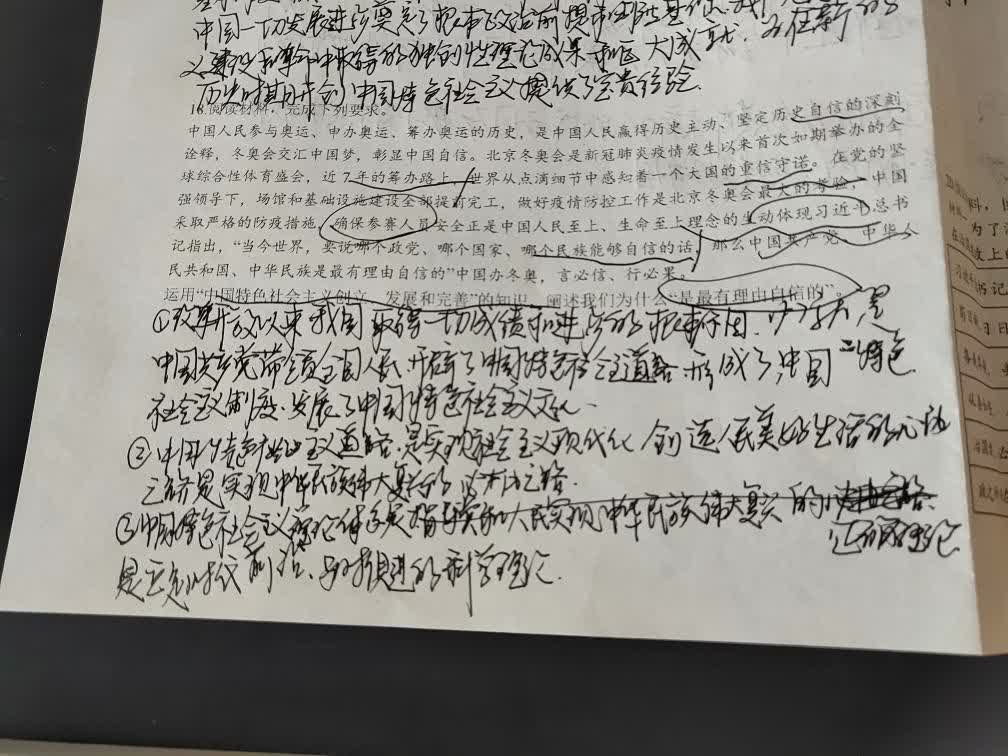 中国一切发展进步奠定了根本政治前提和制度基础
义建设和革命中取得的独创性理论成果和巨大成就．为在新的
历史时期开创中国特色社会主义提供了宝贵经验
16.阅读材料，完成下列要求。
中国人民参与奥运、申办奥运、筹办奥运的历史，是中国人民赢得历史主动、坚定历史自信的深刻
诠释，冬奥会交汇中国梦，彰显中国自信。北京冬奥会是新冠肺炎疫情发生以来首次如期举办的全
球综合性体育盛会，近7年的筹办路上，世界从点滴细节中感知着一个大国的重信守诺。在党的坚
强领导下，场馆和基础设施建设全部提前完工，做好疫情防控工作是北京冬奥会最大的考验，中国
采取严格的防疫措施，确保参赛人员安全正是中国人民至上、生命至上理念的生动体现习近平总书
记指出，“当今世界，要说哪个政党、哪个国家、哪个民族能够自信的话，那么中国共产党、中华人
民共和国、中华民族是最有理由自信的”中国办冬奥，言必信、行必果。
运用“中国特色社会主义创立、发展和完善”的知识，阐述我们为什么“是最有理由自信的”
①改革开放以来我国取得一切成绩和进步的根本原因，是
中国共产党带领全国人民开辟了中国特色社会主义道路．形成了中国特色
社会主义制度．发展了中国特色社会主义文化．
②中国特色社会主义道路．是实现社会主义现代化 创造人民美好生活的必由
之路是实现中华民族伟大复兴的必由之路．
③中国特色社会主义理论体系是指导党和人民实现中华民族伟大复兴的
正确理论
是立于时代前沿、与时俱进的科学理论．